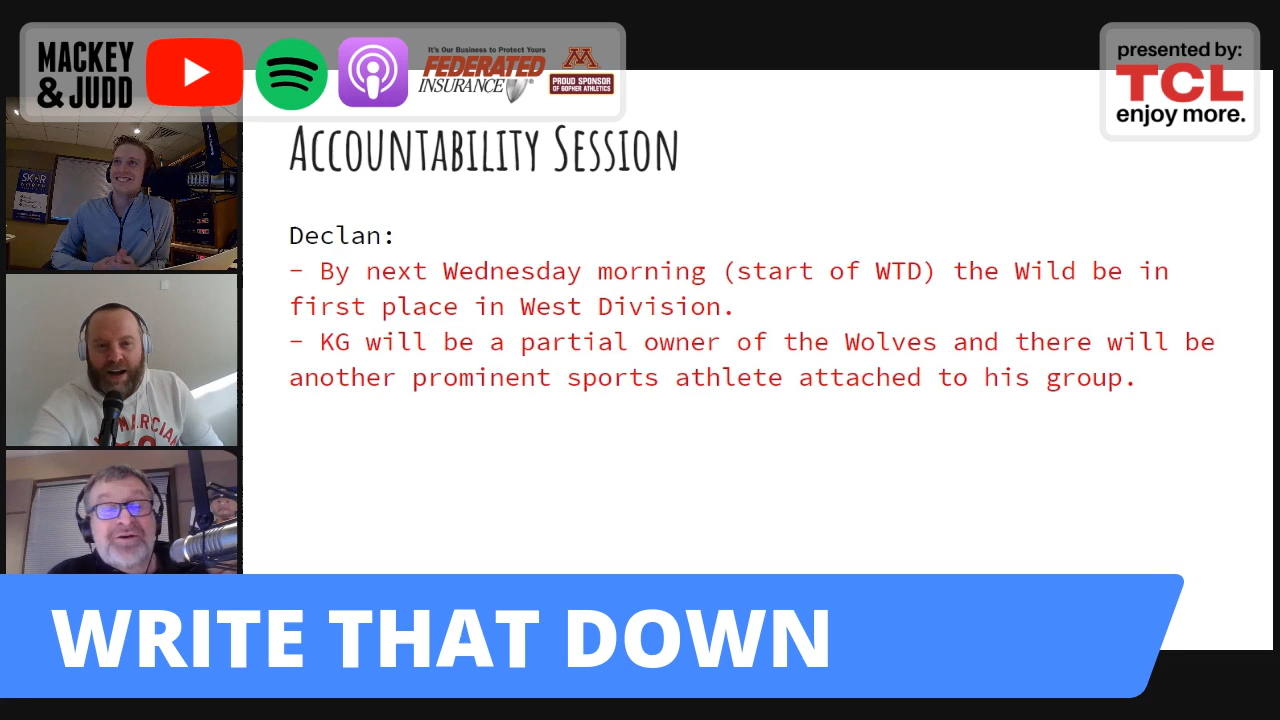 MACKEY
& JUDD
It's Our Business to Protect Yours
FEDERATED
INSURANCE
M
PROUD SPONSOR
OF GOPHER ATHLETICS
presented by:
TCL
enjoy more.
Accountability Session
Declan:
- By next Wednesday morning (start of WTD) the Wild be in
first place in West Division.
- KG will be a partial owner of the Wolves and there will be
another prominent sports athlete attached to his group.
SKOR
NORTH
WRITE THAT DOWN